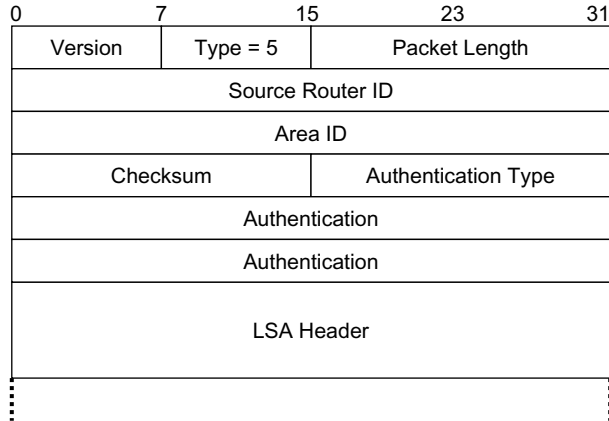 0 7 15 23 31
Version Type = 5 Packet Length
Source Router ID
Area ID
Checksum Authentication Type
Authentication
Authentication
LSA Header